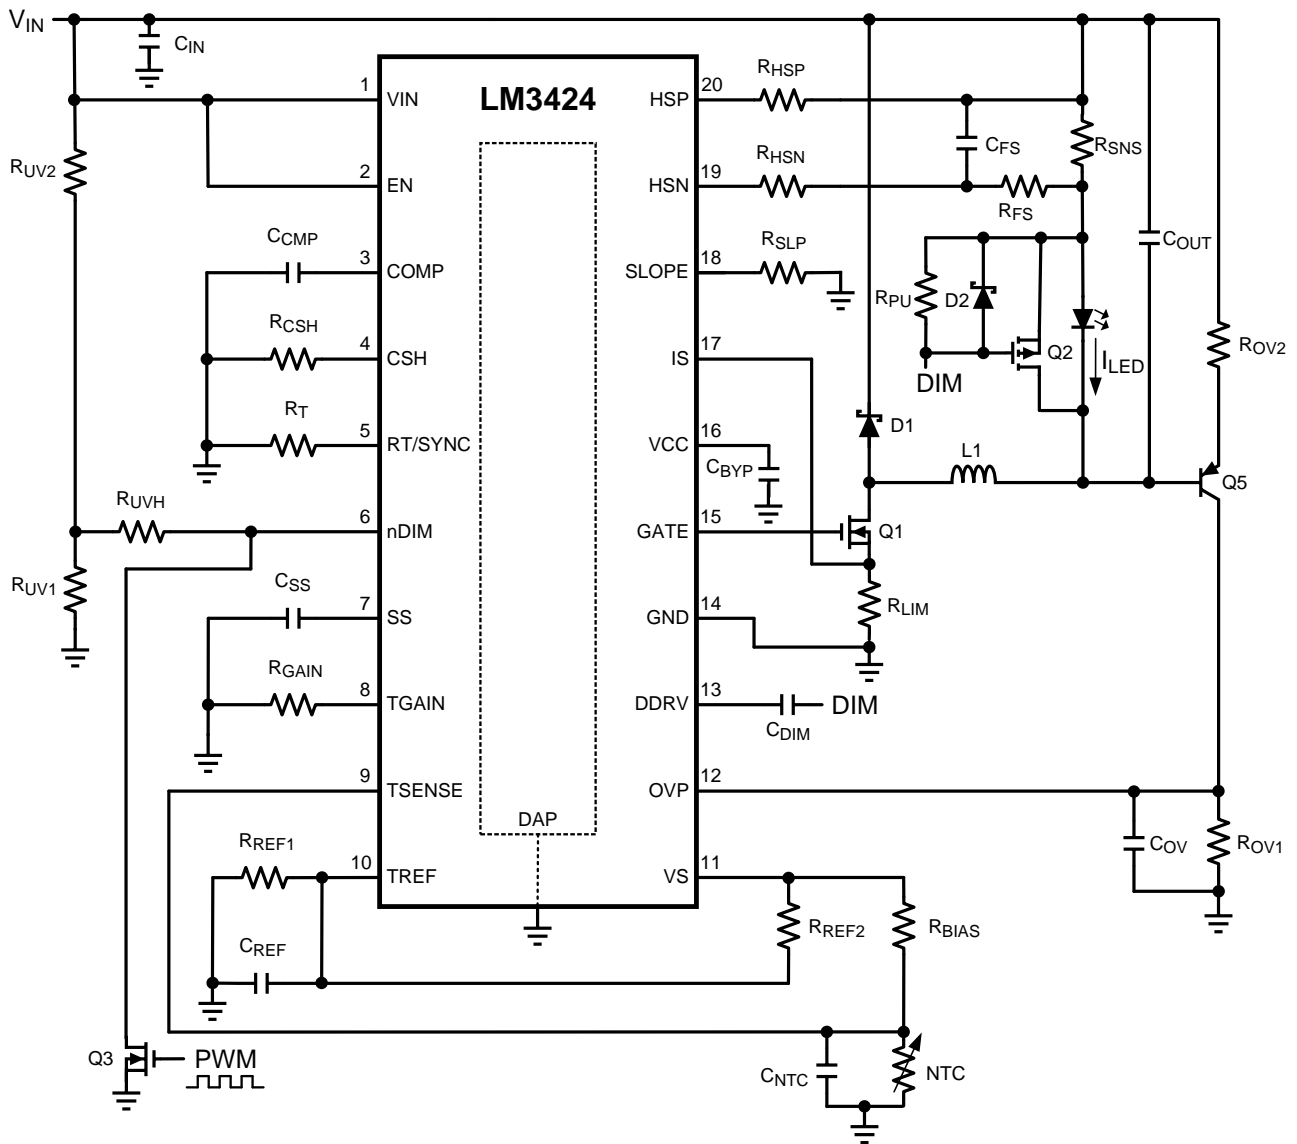 VIN
CIN
LM3424
1
VIN
HSP
20
RHSP
RUV2
2
EN
HSN
19
RHSN
CFS
RSNS
RFS
CCMP
3
COMP
SLOPE
18
RSLP
COUT
RPU
D2
Q2
DIM
ILED
ROV2
RCSH
4
CSH
IS
17
D1
RT
5
RT/SYNC
VCC
16
CBYP
L1
Q5
RUVH
6
nDIM
GATE
15
Q1
RUV1
CSS
7
SS
GND
14
RLIM
RGAIN
8
TGAIN
DDRV
13
CDIM
DIM
9
TSENSE
OVP
12
DAP
COV
ROV1
RREF1
10
TREF
VS
11
RREF2
RBIAS
CREF
Q3
PWM
CNTC
NTC